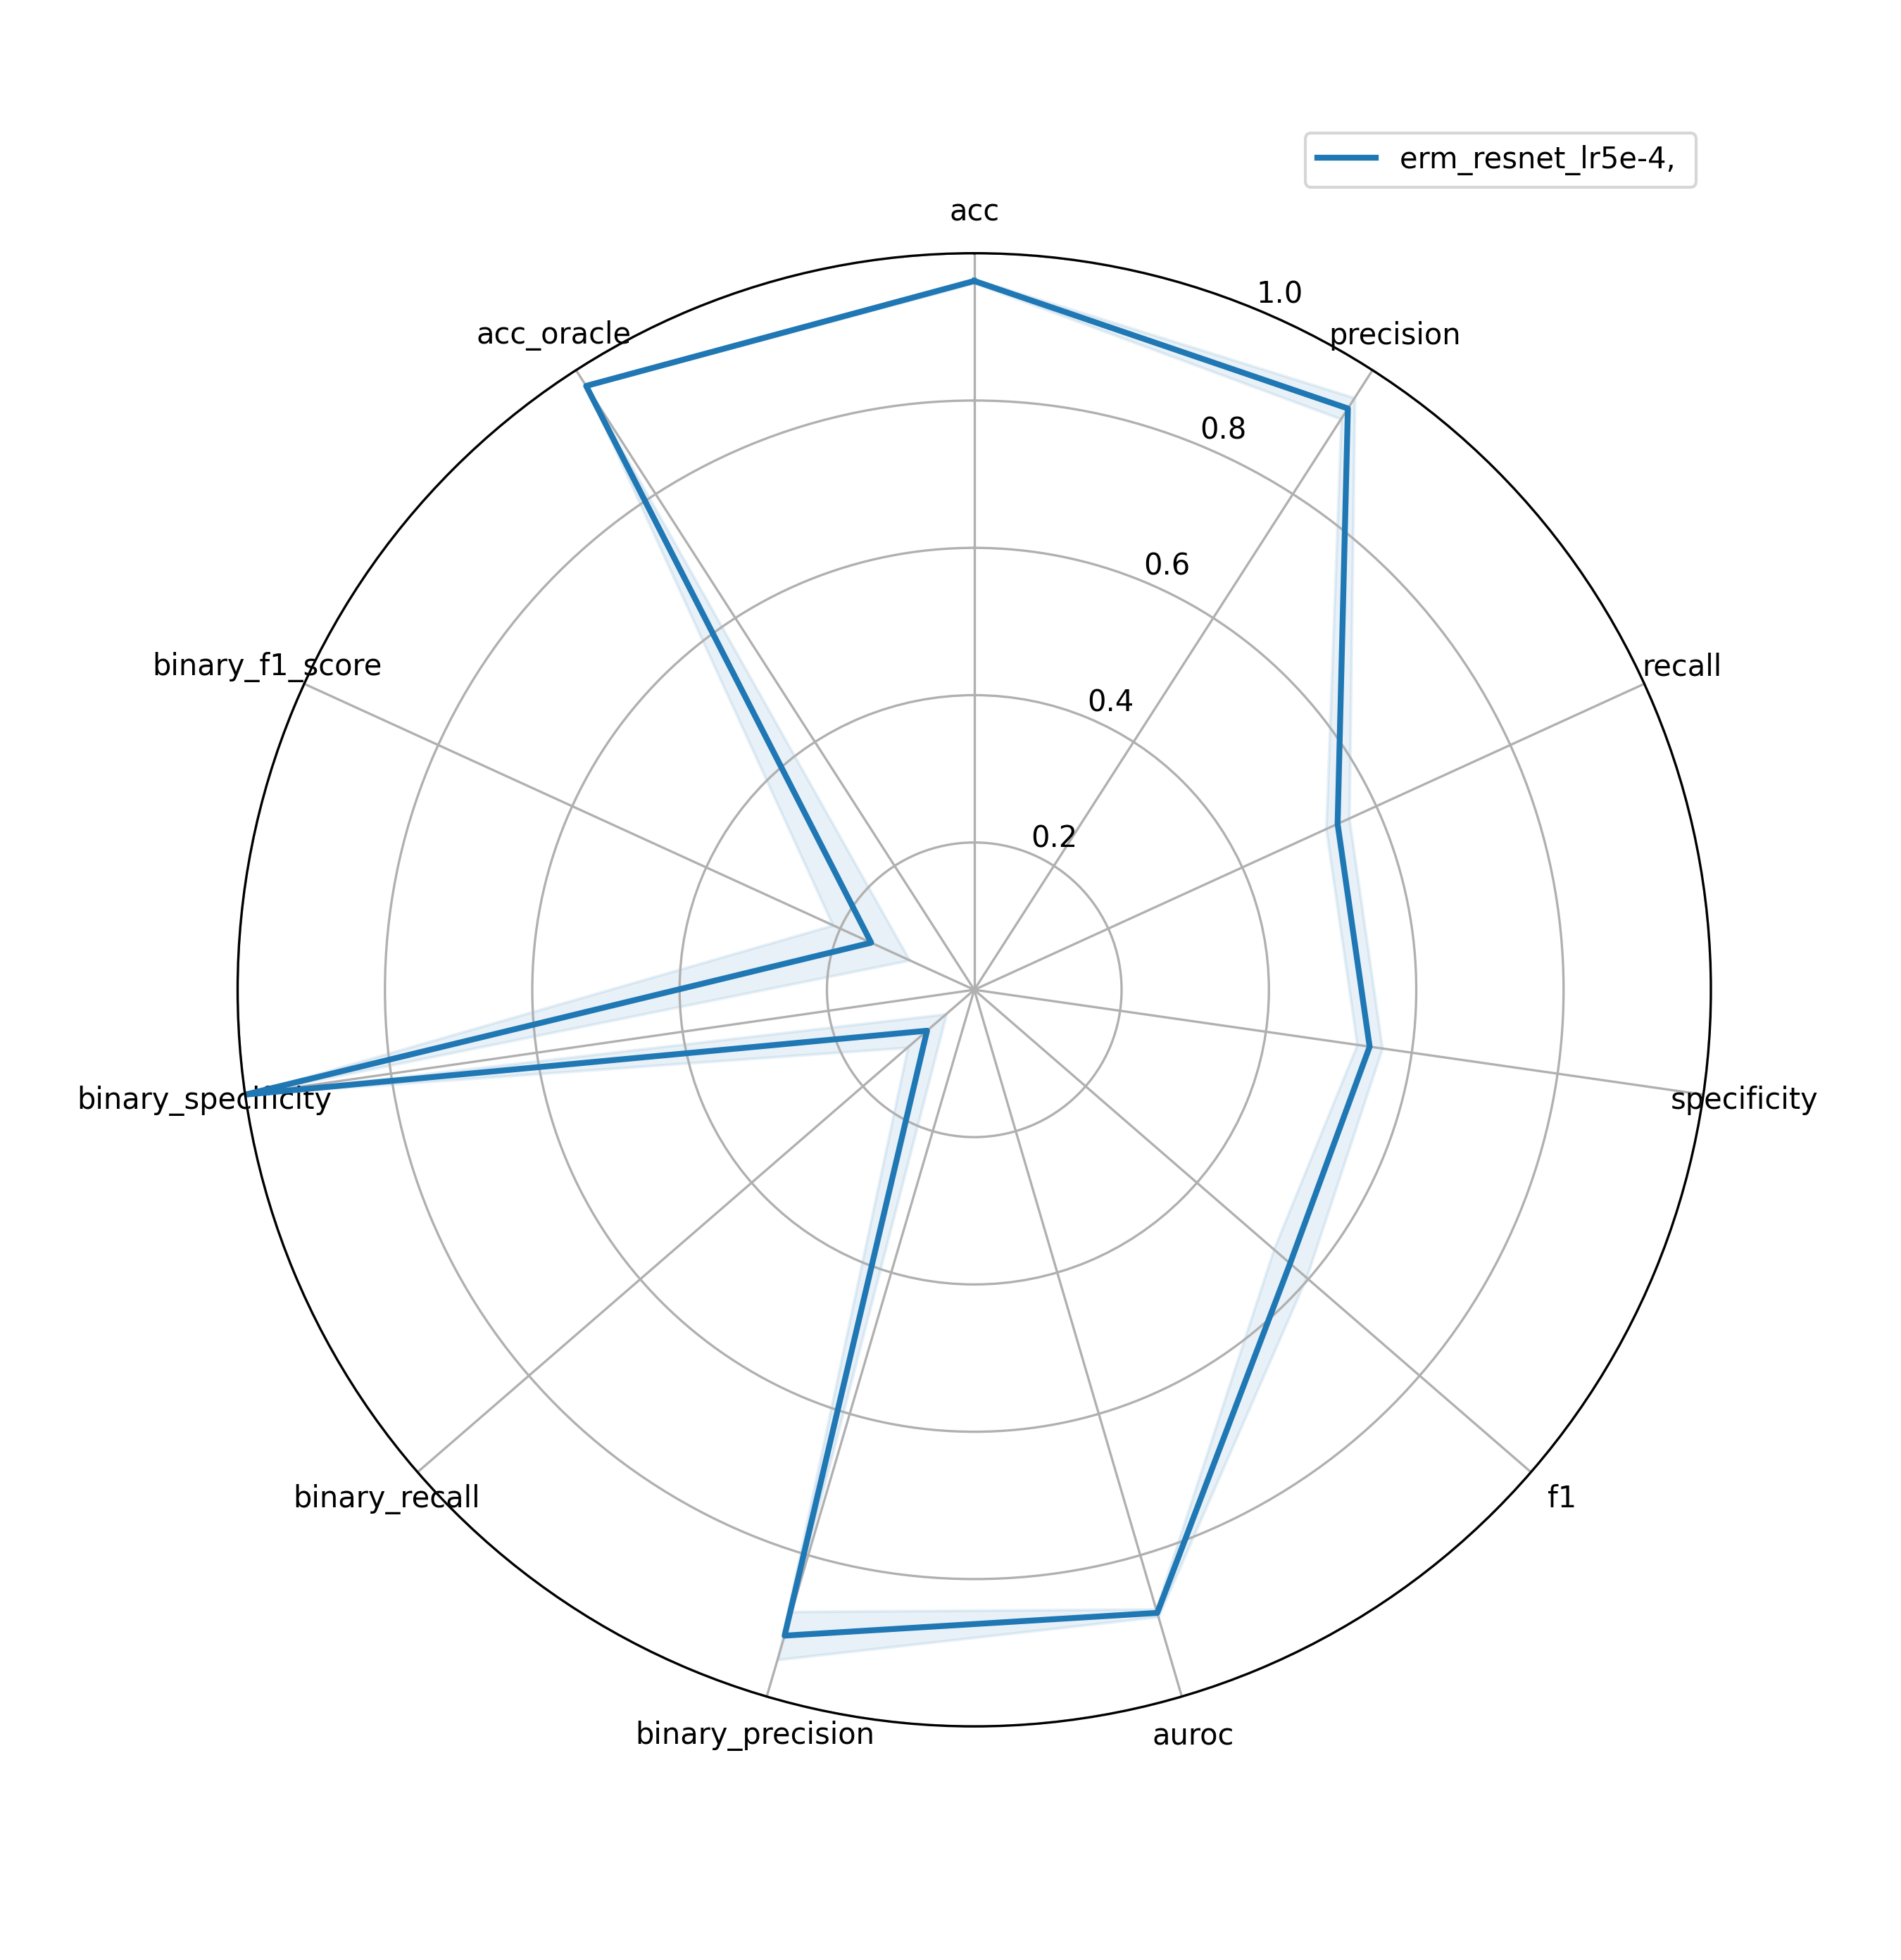 erm_resnet_lr5e-4,
acc
1.0
acc_oracle
precision
0.8
0.6
binary_f1_score
recall
0.4
0.2
binary_specificity
specificity
binary_recall
f1
binary_precision
auroc